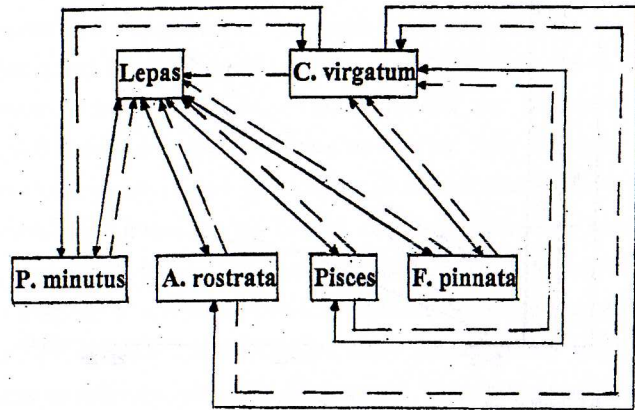 Lepas
C. virgatum
P. minutus
A. rostrata
Pisces
F. pinnata